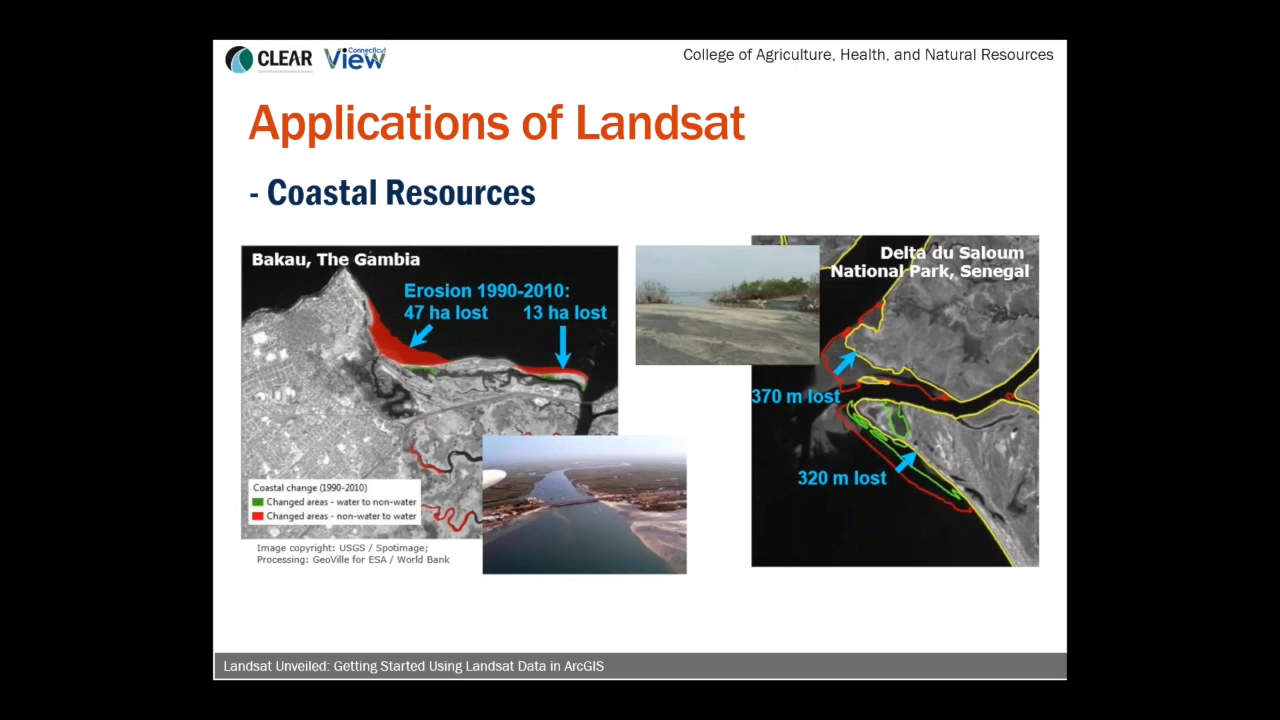 CLEAR
Connecticut
View
College of Agriculture, Health, and Natural Resources
Applications of Landsat
- Coastal Resources
Bakau, The Gambia
Erosion 1990-2010:
47 ha lost 13 ha lost
Coastal change (1990-2010)
Changed areas - water to non-water
Changed areas - non-water to water
Image copyright: USGS / Spotimage;
Processing: GeoVille for ESA / World Bank
Delta du Saloum
National Park, Senegal
370 m lost
320 m lost
Landsat Unveiled: Getting Started Using Landsat Data in ArcGIS